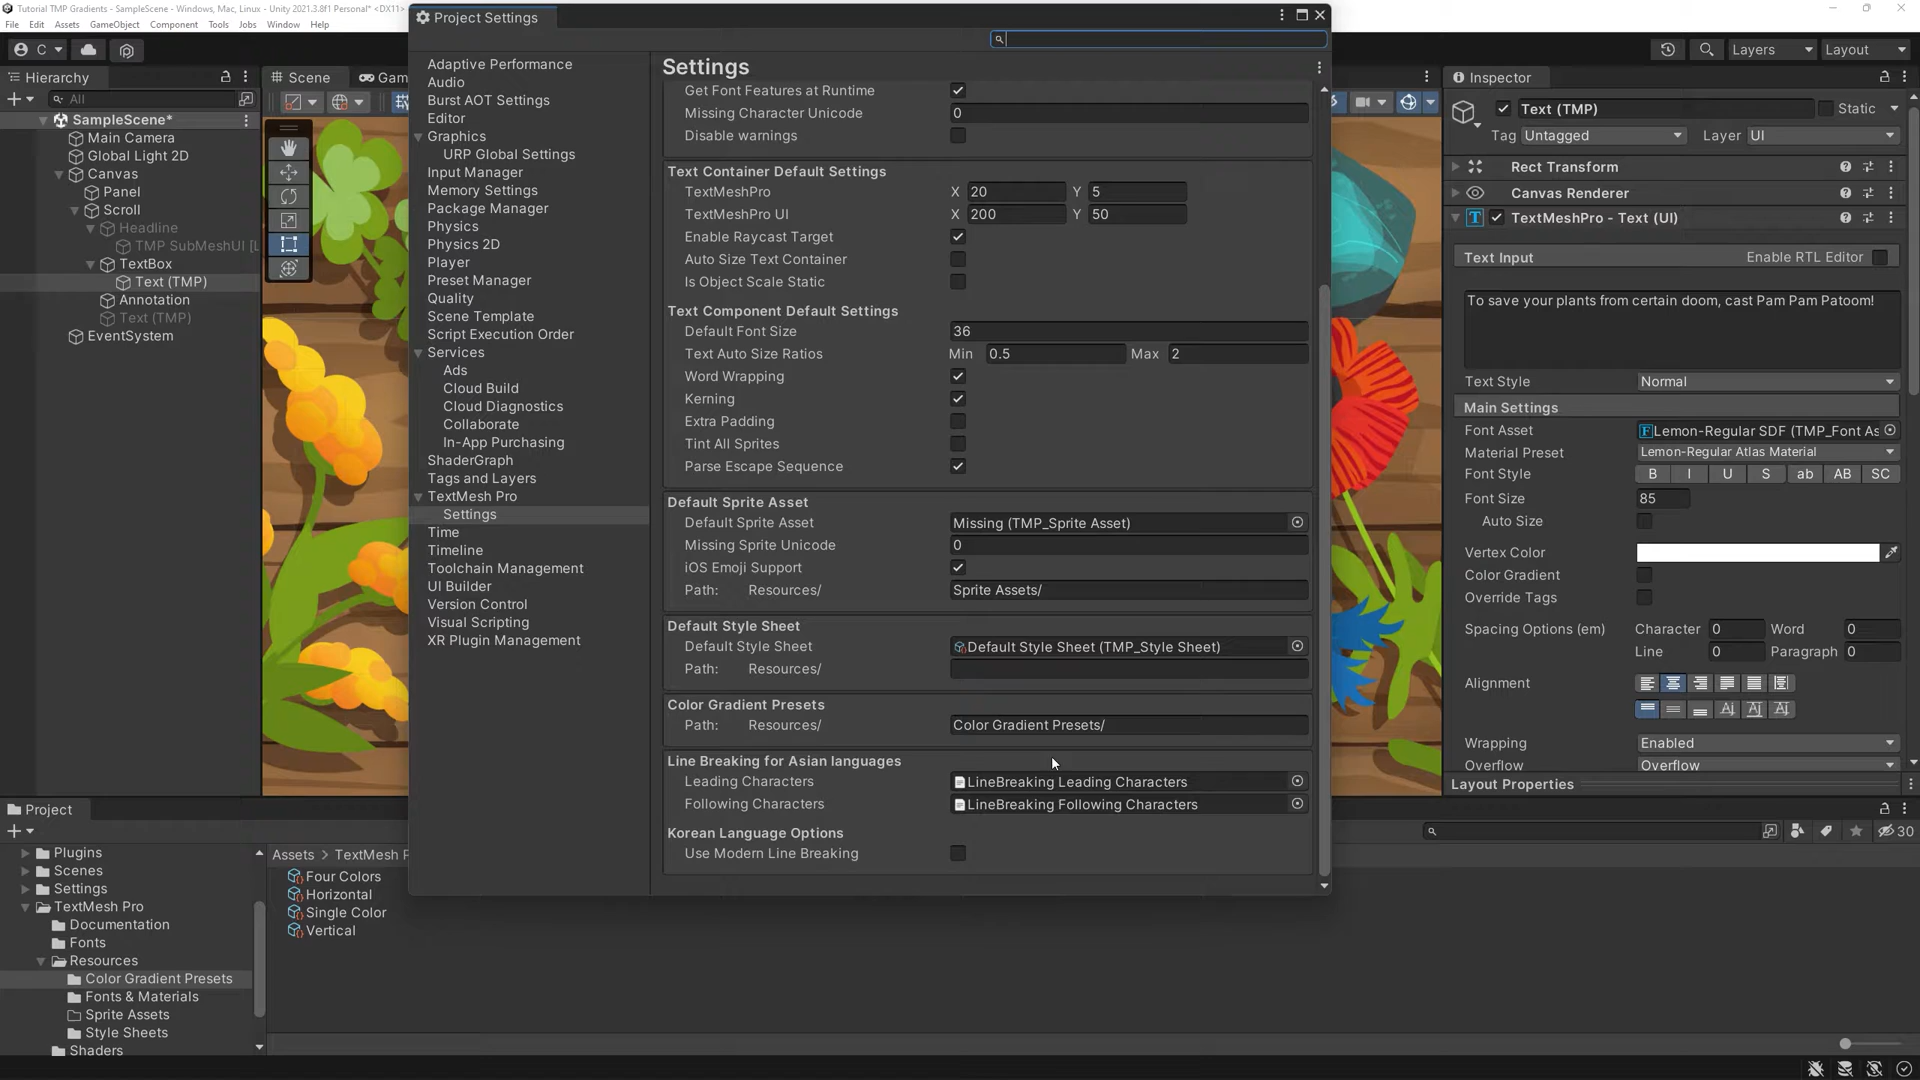 Tutorial TMP Gradients - SampleScene - Windows, Mac, Linux - Unity 2021.3.8f1 Personal* <DX11>
File Edit Assets GameObject Component Tools Jobs Window Help
C
Layers
Layout
Hierarchy
All
SampleScene*
Main Camera
Global Light 2D
Canvas
Panel
Scroll
Headline
TMP SubMeshUI [L
TextBox
Text (TMP)
Annotation
Text (TMP)
EventSystem
Scene
Gam
Project Settings
Adaptive Performance
Audio
Burst AOT Settings
Editor
Graphics
URP Global Settings
Input Manager
Memory Settings
Package Manager
Physics
Physics 2D
Player
Preset Manager
Quality
Scene Template
Script Execution Order
Services
Ads
Cloud Build
Cloud Diagnostics
Collaborate
In-App Purchasing
ShaderGraph
Tags and Layers
TextMesh Pro
Settings
Time
Timeline
Toolchain Management
UI Builder
Version Control
Visual Scripting
XR Plugin Management
Settings
Get Font Features at Runtime
Missing Character Unicode 0
Disable warnings
Text Container Default Settings
TextMeshPro X 20 Y 5
TextMeshPro UI X 200 Y 50
Enable Raycast Target
Auto Size Text Container
Is Object Scale Static
Text Component Default Settings
Default Font Size 36
Text Auto Size Ratios Min 0.5 Max 2
Word Wrapping
Kerning
Extra Padding
Tint All Sprites
Parse Escape Sequence
Default Sprite Asset
Default Sprite Asset Missing (TMP_Sprite Asset)
Missing Sprite Unicode 0
iOS Emoji Support
Path: Resources/ Sprite Assets/
Default Style Sheet
Default Style Sheet Default Style Sheet (TMP_Style Sheet)
Path: Resources/
Color Gradient Presets
Path: Resources/ Color Gradient Presets/
Line Breaking for Asian languages
Leading Characters LineBreaking Leading Characters
Following Characters LineBreaking Following Characters
Korean Language Options
Use Modern Line Breaking
Inspector
Text (TMP) Static
Tag Untagged Layer UI
Rect Transform
Canvas Renderer
TextMeshPro - Text (UI)
Text Input Enable RTL Editor
To save your plants from certain doom, cast Pam Pam Patoom!
Text Style Normal
Main Settings
Font Asset Lemon-Regular SDF (TMP_Font As
Material Preset Lemon-Regular Atlas Material
Font Style B I U S ab AB SC
Font Size 85
Auto Size
Vertex Color
Color Gradient
Override Tags
Spacing Options (em) Character 0 Word 0
Line 0 Paragraph 0
Alignment
Wrapping Enabled
Overflow Overflow
Layout Properties
Project
30
Plugins
Scenes
Settings
TextMesh Pro
Documentation
Fonts
Resources
Color Gradient Presets
Fonts & Materials
Sprite Assets
Style Sheets
Shaders
Assets > TextMesh P
Four Colors
Horizontal
Single Color
Vertical